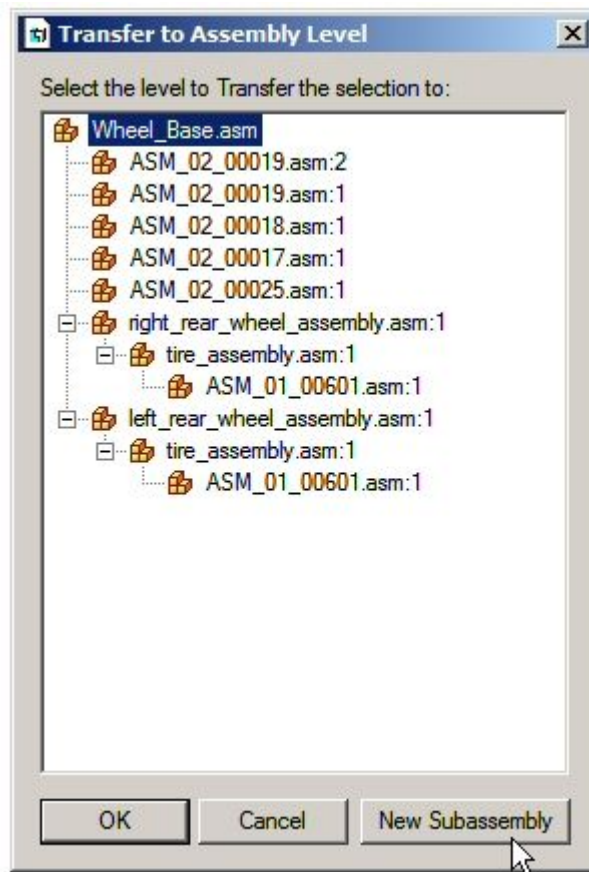 Transfer to Assembly Level
Select the level to Transfer the selection to:
Wheel_Base.asm
ASM_02_00019.asm:2
ASM_02_00019.asm:1
ASM_02_00018.asm:1
ASM_02_00017.asm:1
ASM_02_00025.asm:1
right_rear_wheel_assembly.asm:1
tire_assembly.asm:1
ASM_01_00601.asm:1
left_rear_wheel_assembly.asm:1
tire_assembly.asm:1
ASM_01_00601.asm:1
OK Cancel New Subassembly